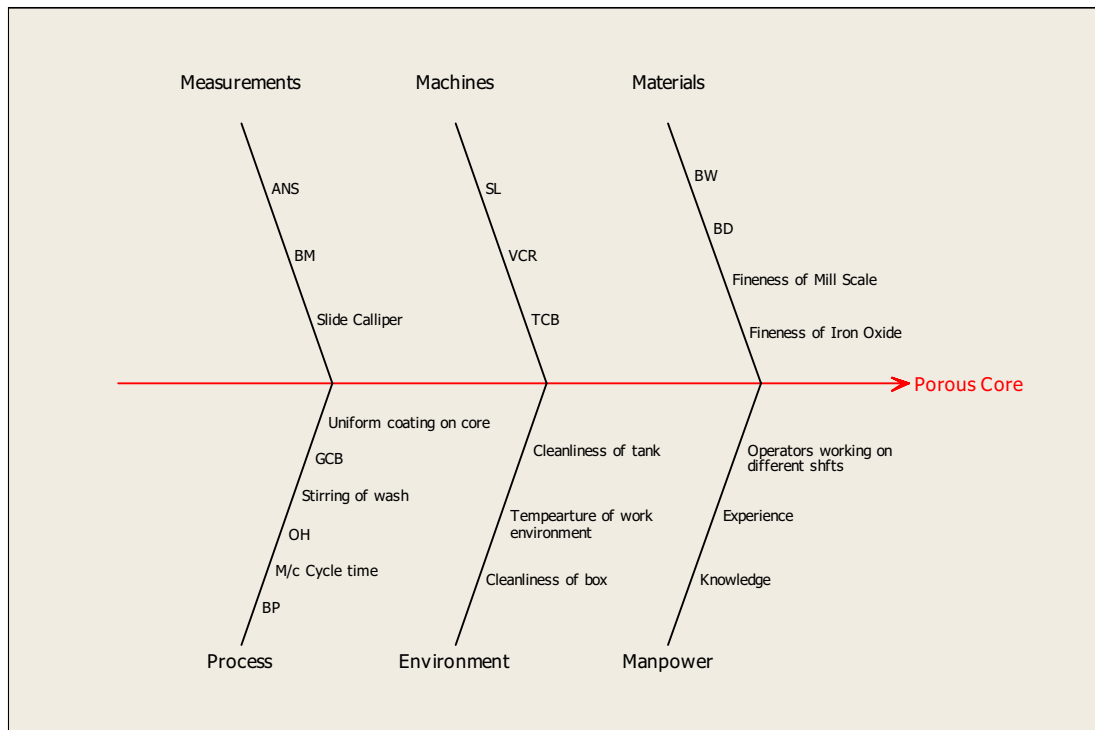 Measurements
Machines
Materials
ANS
BM
Slide Calliper
SL
VCR
TCB
BW
BD
Fineness of Mill Scale
Fineness of Iron Oxide
Porous Core
Uniform coating on core
GCB
Stirring of wash
OH
M/c Cycle time
BP
Cleanliness of tank
Tempearture of work
environment
Cleanliness of box
Operators working on
different shfts
Experience
Knowledge
Process
Environment
Manpower